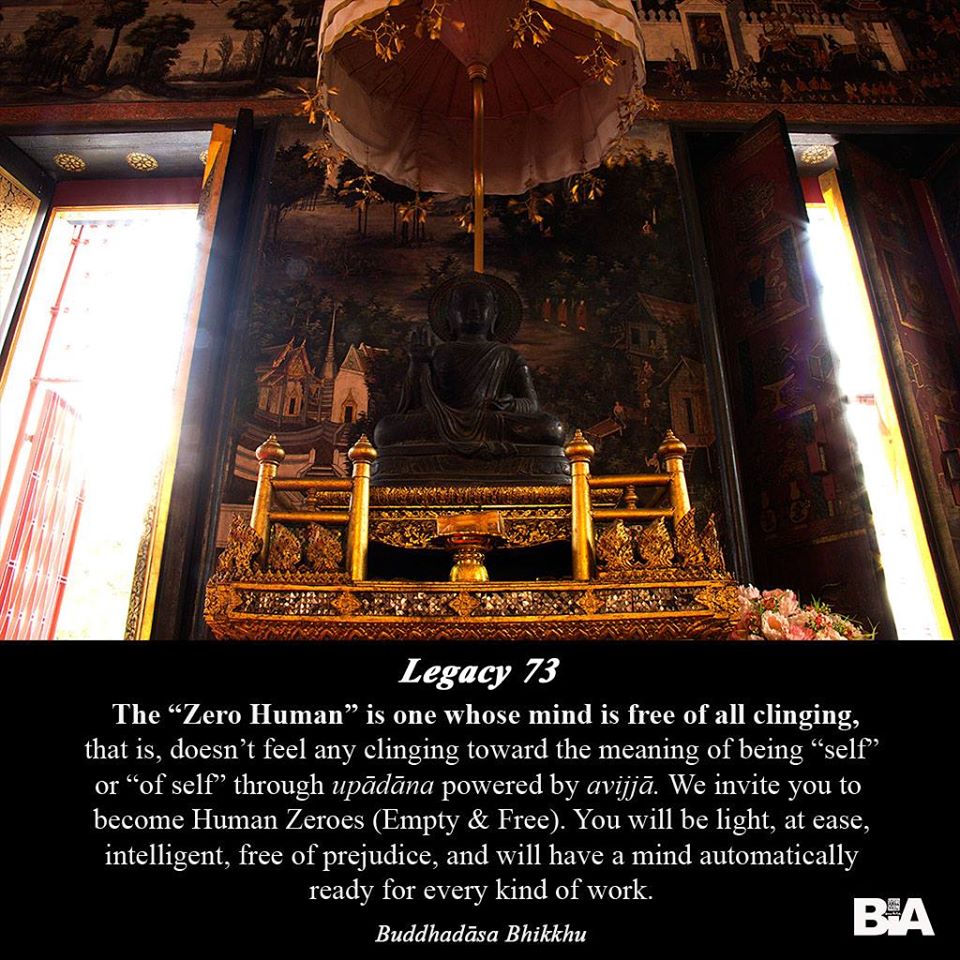 Legacy 73
The “Zero Human” is one whose mind is free of all clinging,
that is, doesn’t feel any clinging toward the meaning of being “self”
or “of self” through upādāna powered by avijjā. We invite you to
become Human Zeroes (Empty & Free). You will be light, at ease,
intelligent, free of prejudice, and will have a mind automatically
ready for every kind of work.
Buddhadāsa Bhikkhu
BIA